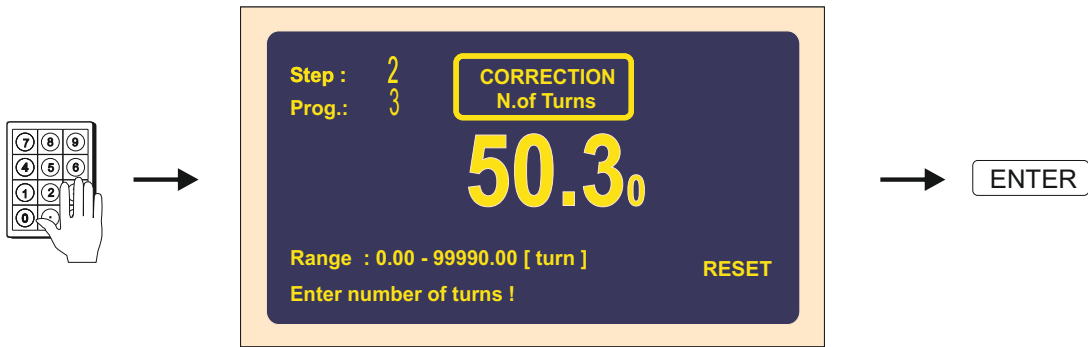 Step : 2
Prog.: 3
CORRECTION
N.of Turns
50.30
7 8 9
4 5 6
1 2
0 .
ENTER
Range : 0.00 - 99990.00 [ turn ]
RESET
Enter number of turns !